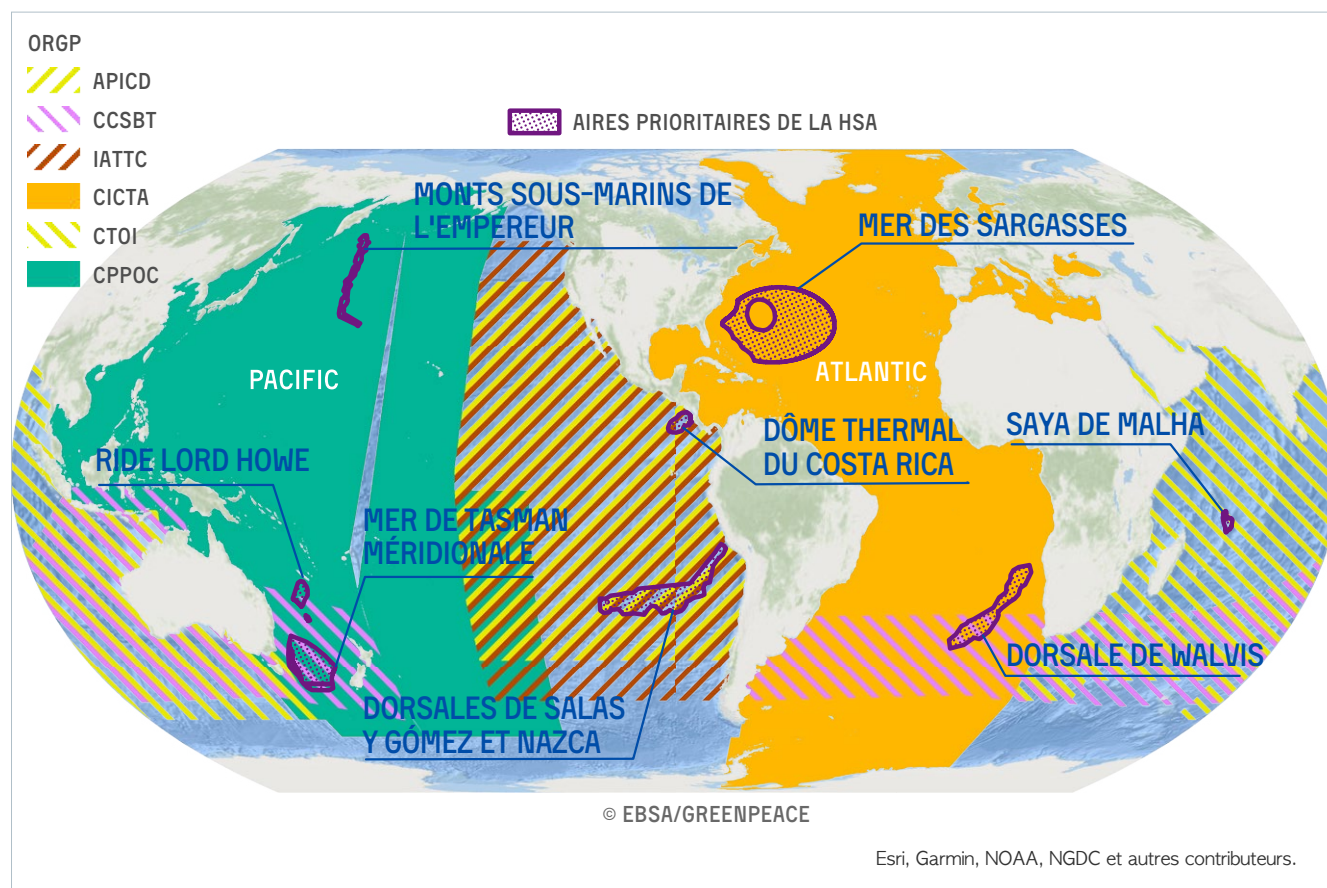 ORGP
APICD
CCSBT
IATTC
CICTA
CTOI
CPPOC
AIRES PRIORITAIRES DE LA HSA
MONTS SOUS-MARINS DE
L'EMPEREUR
MER DES SARGASSES
PACIFIC
ATLANTIC
RIDE LORD HOWE
DÔME THERMAL
DU COSTA RICA
SAYA DE MALHA
MER DE TASMAN
MÉRIDIONALE
DORSALE DE WALVIS
DORSALES DE SALAS
Y GÓMEZ ET NAZCA
© EBSA/GREENPEACE
Esri, Garmin, NOAA, NGDC et autres contributeurs.